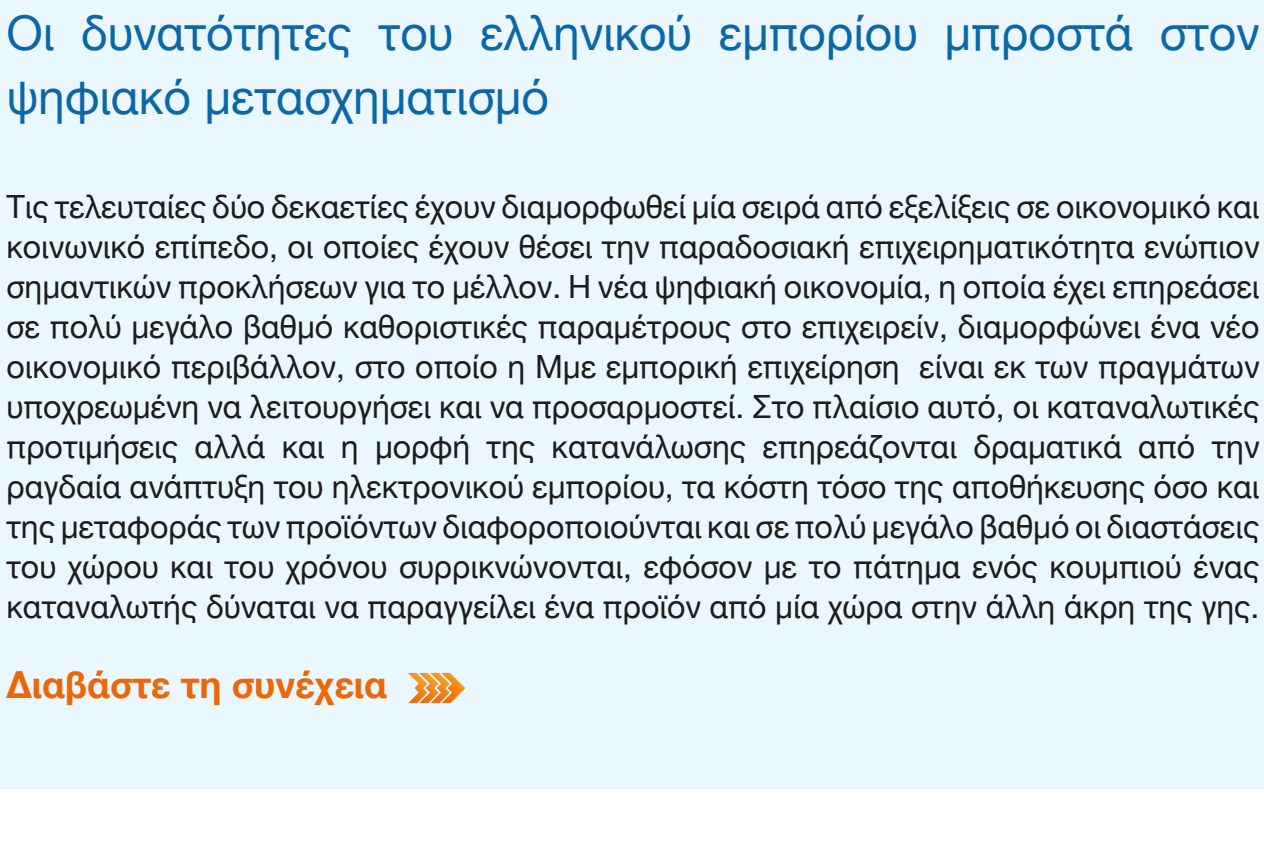 Οι δυνατότητες του ελληνικού εμπορίου μπροστά στον
ψηφιακό μετασχηματισμό
Τις τελευταίες δύο δεκαετίες έχουν διαμορφωθεί μία σειρά από εξελίξεις σε οικονομικό και
κοινωνικό επίπεδο, οι οποίες έχουν θέσει την παραδοσιακή επιχειρηματικότητα ενώπιον
σημαντικών προκλήσεων για το μέλλον. Η νέα ψηφιακή οικονομία, η οποία έχει επηρεάσει
σε πολύ μεγάλο βαθμό καθοριστικές παραμέτρους στο επιχειρείν, διαμορφώνει ένα νέο
οικονομικό περιβάλλον, στο οποίο η Μμε εμπορική επιχείρηση  είναι εκ των πραγμάτων
υποχρεωμένη να λειτουργήσει και να προσαρμοστεί. Στο πλαίσιο αυτό, οι καταναλωτικές
προτιμήσεις αλλά και η μορφή της κατανάλωσης επηρεάζονται δραματικά από την
ραγδαία ανάπτυξη του ηλεκτρονικού εμπορίου, τα κόστη τόσο της αποθήκευσης όσο και
της μεταφοράς των προϊόντων διαφοροποιούνται και σε πολύ μεγάλο βαθμό οι διαστάσεις
του χώρου και του χρόνου συρρικνώνονται, εφόσον με το πάτημα ενός κουμπιού ένας
καταναλωτής δύναται να παραγγείλει ένα προϊόν από μία χώρα στην άλλη άκρη της γης.
Διαβάστε τη συνέχεια